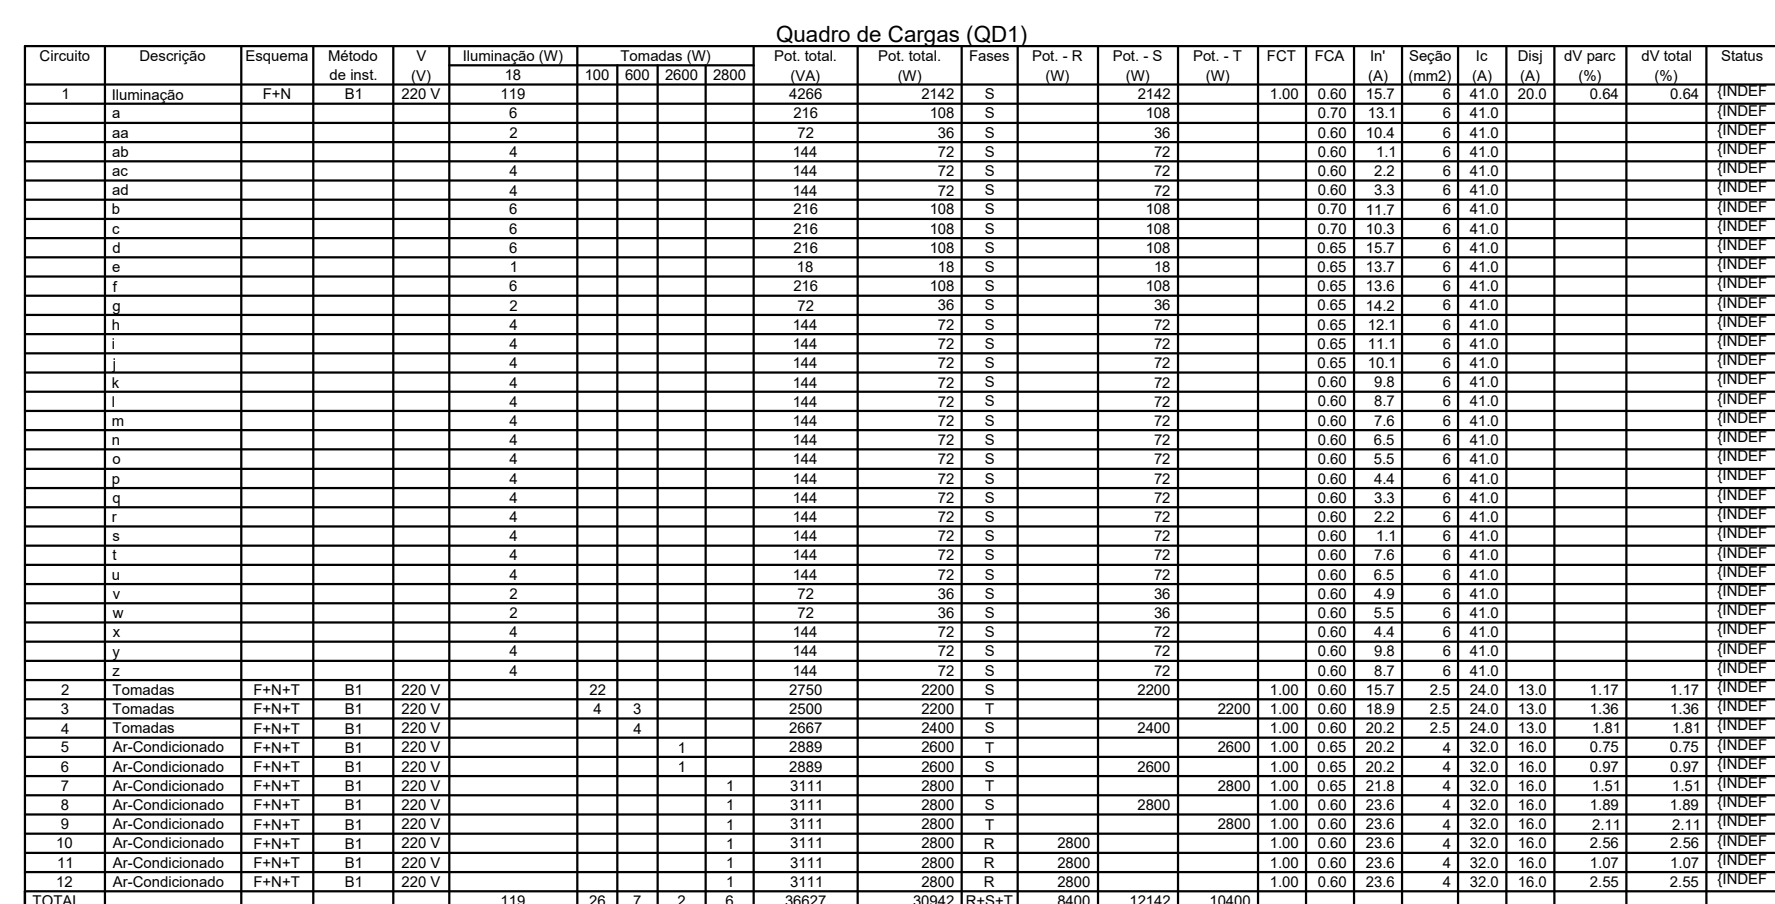 Quadro de Cargas (QD1)
Circuito Descrição Esquema Método V Iluminação (W) Tomadas (W) Pot. total. Pot. total. Fases Pot. - R Pot. - S Pot. - T FCT FCA In' Seção Ic Disj dV parc dV total Status
de inst. (V) 18 100 600 2600 2800 (VA) (W) (W) (W) (W) (A) (mm2) (A) (A) (%) (%)
1 Iluminação F+N B1 220 V 119 4266 2142 S 2142 1.00 0.60 15.7 6 41.0 20.0 0.64 0.64 {INDEF
a 6 216 108 S 108 0.70 13.1 6 41.0 {INDEF
aa 2 72 36 S 36 0.60 10.4 6 41.0 {INDEF
ab 4 144 72 S 72 0.60 1.1 6 41.0 {INDEF
ac 4 144 72 S 72 0.60 2.2 6 41.0 {INDEF
ad 4 144 72 S 72 0.60 3.3 6 41.0 {INDEF
b 6 216 108 S 108 0.70 11.7 6 41.0 {INDEF
c 6 216 108 S 108 0.70 10.3 6 41.0 {INDEF
d 6 216 108 S 108 0.65 15.7 6 41.0 {INDEF
e 1 18 18 S 18 0.65 13.7 6 41.0 {INDEF
f 6 216 108 S 108 0.65 13.6 6 41.0 {INDEF
g 2 72 36 S 36 0.65 14.2 6 41.0 {INDEF
h 4 144 72 S 72 0.65 12.1 6 41.0 {INDEF
i 4 144 72 S 72 0.65 11.1 6 41.0 {INDEF
j 4 144 72 S 72 0.65 10.1 6 41.0 {INDEF
k 4 144 72 S 72 0.60 9.8 6 41.0 {INDEF
l 4 144 72 S 72 0.60 8.7 6 41.0 {INDEF
m 4 144 72 S 72 0.60 7.6 6 41.0 {INDEF
n 4 144 72 S 72 0.60 6.5 6 41.0 {INDEF
o 4 144 72 S 72 0.60 5.5 6 41.0 {INDEF
p 4 144 72 S 72 0.60 4.4 6 41.0 {INDEF
q 4 144 72 S 72 0.60 3.3 6 41.0 {INDEF
r 4 144 72 S 72 0.60 2.2 6 41.0 {INDEF
s 4 144 72 S 72 0.60 1.1 6 41.0 {INDEF
t 4 144 72 S 72 0.60 7.6 6 41.0 {INDEF
u 4 144 72 S 72 0.60 6.5 6 41.0 {INDEF
v 2 72 36 S 36 0.60 4.9 6 41.0 {INDEF
w 2 72 36 S 36 0.60 5.5 6 41.0 {INDEF
x 4 144 72 S 72 0.60 4.4 6 41.0 {INDEF
y 4 144 72 S 72 0.60 9.8 6 41.0 {INDEF
z 4 144 72 S 72 0.60 8.7 6 41.0 {INDEF
2 Tomadas F+N+T B1 220 V 22 2750 2200 S 2200 1.00 0.60 15.7 2.5 24.0 13.0 1.17 1.17 {INDEF
3 Tomadas F+N+T B1 220 V 4 3 2500 2200 T 2200 1.00 0.60 18.9 2.5 24.0 13.0 1.36 1.36 {INDEF
4 Tomadas F+N+T B1 220 V 4 2667 2400 S 2400 1.00 0.60 20.2 2.5 24.0 13.0 1.81 1.81 {INDEF
5 Ar-Condicionado F+N+T B1 220 V 1 2889 2600 T 2600 1.00 0.65 20.2 4 32.0 16.0 0.75 0.75 {INDEF
6 Ar-Condicionado F+N+T B1 220 V 1 2889 2600 S 2600 1.00 0.65 20.2 4 32.0 16.0 0.97 0.97 {INDEF
7 Ar-Condicionado F+N+T B1 220 V 1 3111 2800 T 2800 1.00 0.65 21.8 4 32.0 16.0 1.51 1.51 {INDEF
8 Ar-Condicionado F+N+T B1 220 V 1 3111 2800 S 2800 1.00 0.60 23.6 4 32.0 16.0 1.89 1.89 {INDEF
9 Ar-Condicionado F+N+T B1 220 V 1 3111 2800 T 2800 1.00 0.60 23.6 4 32.0 16.0 2.11 2.11 {INDEF
10 Ar-Condicionado F+N+T B1 220 V 1 3111 2800 R 2800 1.00 0.60 23.6 4 32.0 16.0 2.56 2.56 {INDEF
11 Ar-Condicionado F+N+T B1 220 V 1 3111 2800 R 2800 1.00 0.60 23.6 4 32.0 16.0 1.07 1.07 {INDEF
12 Ar-Condicionado F+N+T B1 220 V 1 3111 2800 R 2800 1.00 0.60 23.6 4 32.0 16.0 2.55 2.55 {INDEF
TOTAL 119 26 7 2 6 36627 30942 R+S+T 8400 12142 10400